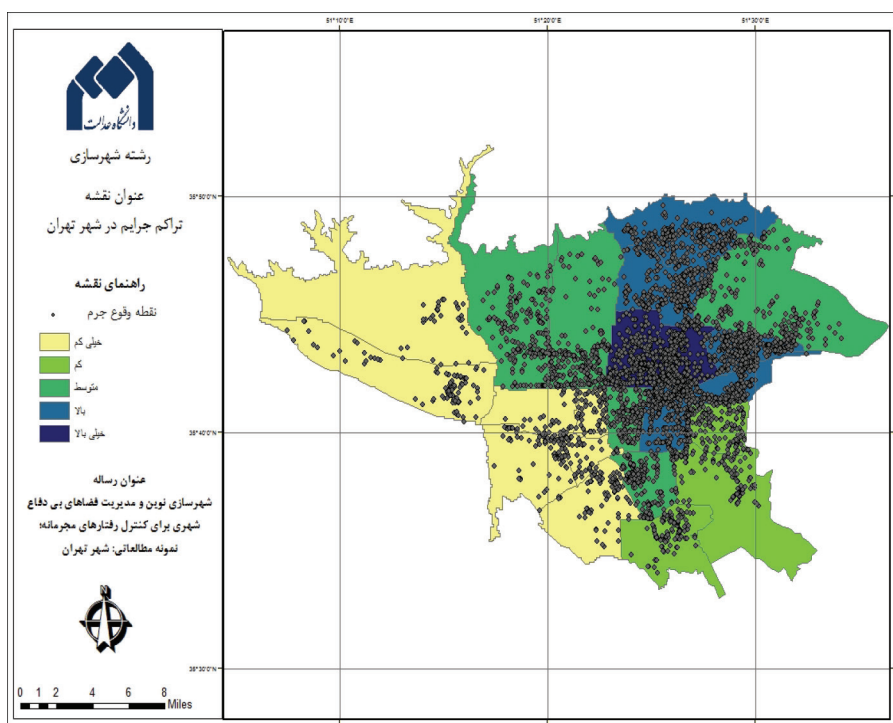 51°10'0"E
51°20'0"E
51°30'0"E
دانشگاه عدالت
رشته شهرسازی
عنوان نقشه
تراکم جرایم در شهر تهران
راهنمای نقشه
نقطه وقوع جرم
خیلی کم
کم
متوسط
بالا
خیلی بالا
عنوان رساله
شهرسازی نوین و مدیریت فضاهای بی دفاع
شهری برای کنترل رفتارهای مجرمانه؛
نمونه مطالعاتی: شهر تهران
0 1 2 4 6 8
Miles
35°50'0"N
35°40'0"N
35°30'0"N